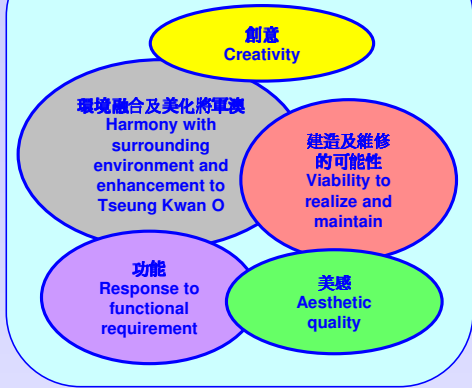 創意
Creativity
環境融合及美化將軍澳
Harmony with
surrounding
environment and
enhancement to
Tseung Kwan O
建造及維修
的可能性
Viability to
realize and
maintain
功能
Response to
functional
requirement
美感
Aesthetic
quality